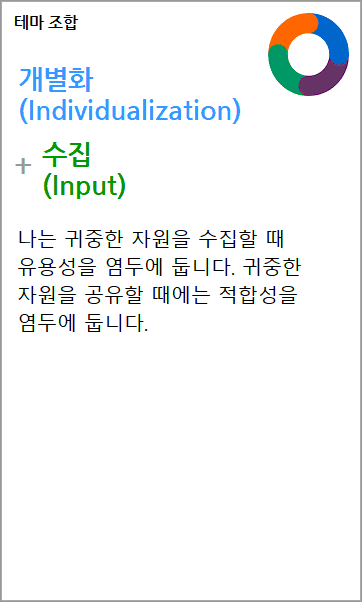 테마 조합
개별화
(Individualization)
+ 수집
(Input)
나는 귀중한 자원을 수집할 때
유용성을 염두에 둡니다. 귀중한
자원을 공유할 때에는 적합성을
염두에 둡니다.